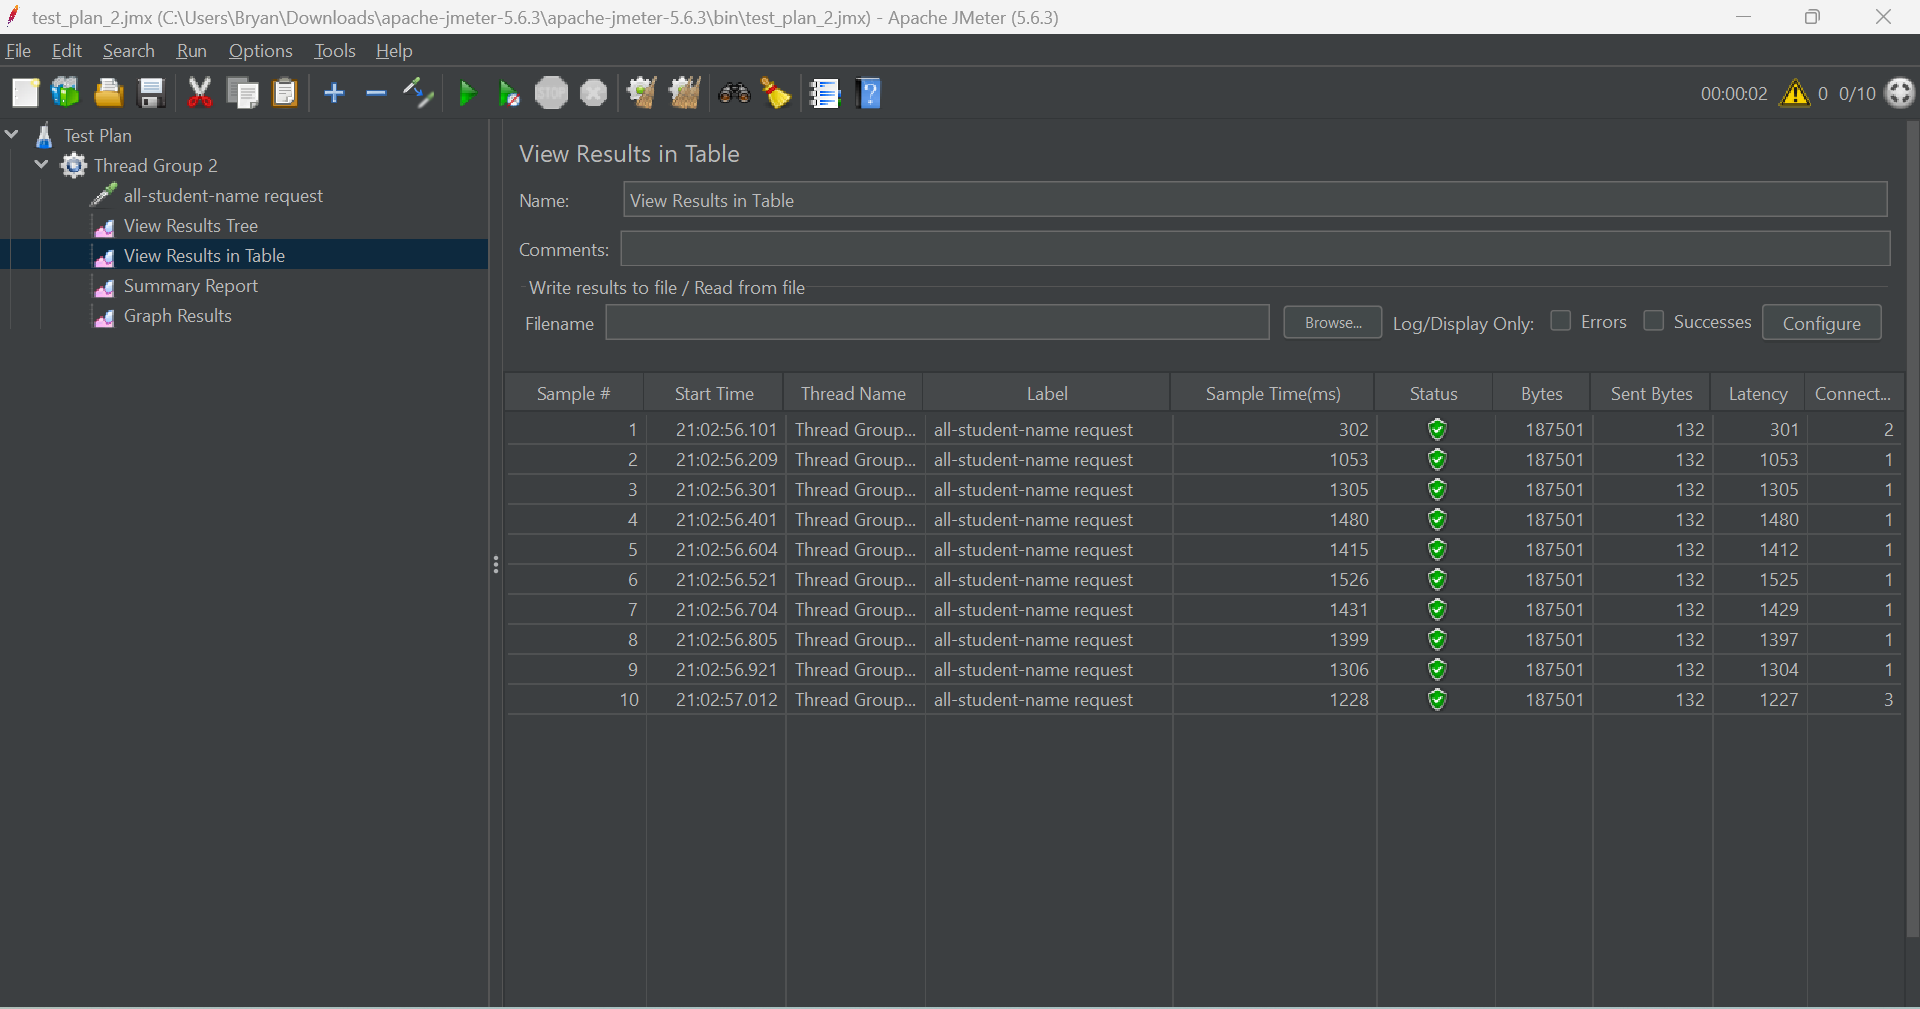 test_plan_2.jmx (C:\Users\Bryan\Downloads\apache-jmeter-5.6.3\apache-jmeter-5.6.3\bin\test_plan_2.jmx) - Apache JMeter (5.6.3)
File Edit Search Run Options Tools Help
STOP 00:00:02 0 0/10
Test Plan
Thread Group 2
all-student-name request
View Results Tree
View Results in Table
Summary Report
Graph Results
View Results in Table
Name: View Results in Table
Comments:
Write results to file / Read from file
Filename Browse... Log/Display Only: Errors Successes Configure
Sample # Start Time Thread Name Label Sample Time(ms) Status Bytes Sent Bytes Latency Connect...
1 21:02:56.101 Thread Group... all-student-name request 302 187501 132 301 2
2 21:02:56.209 Thread Group... all-student-name request 1053 187501 132 1053 1
3 21:02:56.301 Thread Group... all-student-name request 1305 187501 132 1305 1
4 21:02:56.401 Thread Group... all-student-name request 1480 187501 132 1480 1
5 21:02:56.604 Thread Group... all-student-name request 1415 187501 132 1412 1
6 21:02:56.521 Thread Group... all-student-name request 1526 187501 132 1525 1
7 21:02:56.704 Thread Group... all-student-name request 1431 187501 132 1429 1
8 21:02:56.805 Thread Group... all-student-name request 1399 187501 132 1397 1
9 21:02:56.921 Thread Group... all-student-name request 1306 187501 132 1304 1
10 21:02:57.012 Thread Group... all-student-name request 1228 187501 132 1227 3